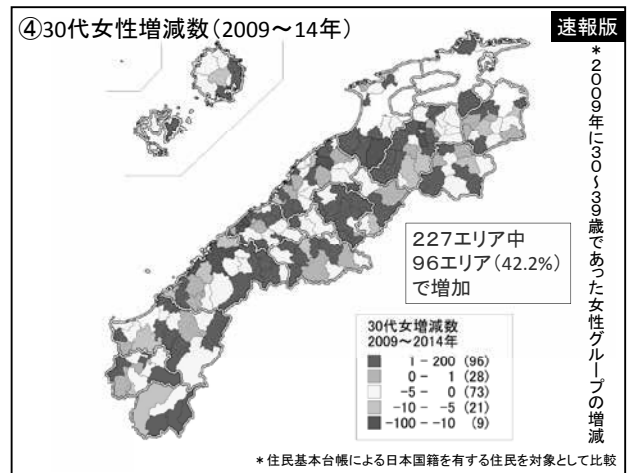 ④30代女性増減数(2009～14年)
速報版
*2009年に30～39歳であった女性グループの増減
227エリア中
96エリア(42.2%)
で増加
30代女増減数
2009～2014年
1 - 200 (96)
0 - 1 (28)
-5 - 0 (73)
-10 - -5 (21)
-100 - -10 (9)
*住民基本台帳による日本国籍を有する住民を対象として比較